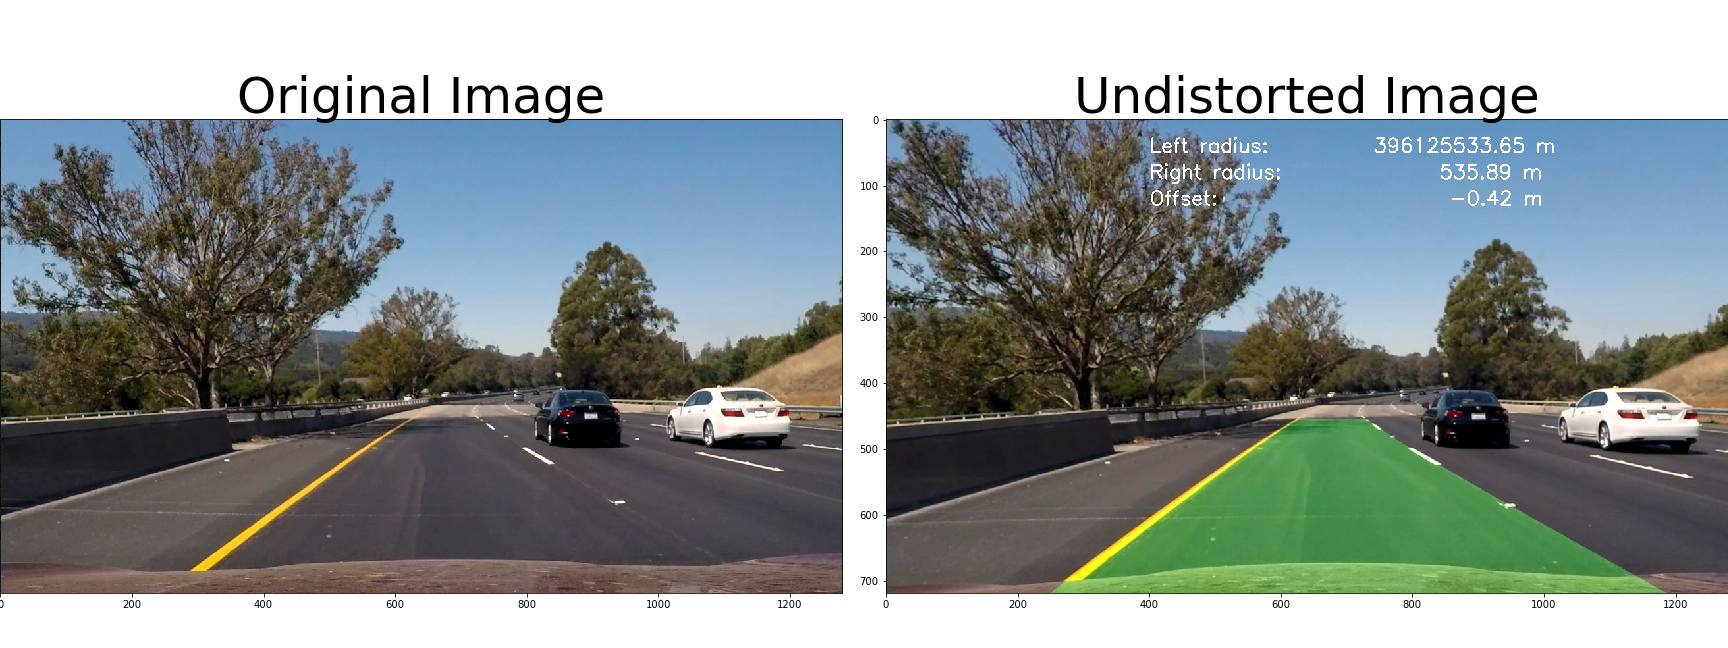 Original Image
Undistorted Image
Left radius: 396125533.65 m
Right radius: 535.89 m
Offset: -0.42 m
0
100
200
300
400
500
600
700
0 200 400 600 800 1000 1200
0 200 400 600 800 1000 1200